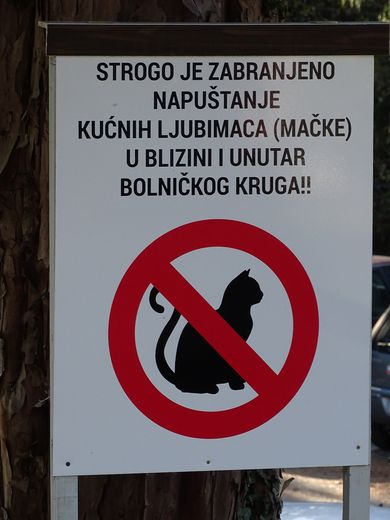 STROGO JE ZABRANJENO
NAPUŠTANJE
KUĆNIH LJUBIMACA (MAČKE)
U BLIZINI I UNUTAR
BOLNIČKOG KRUGA!!